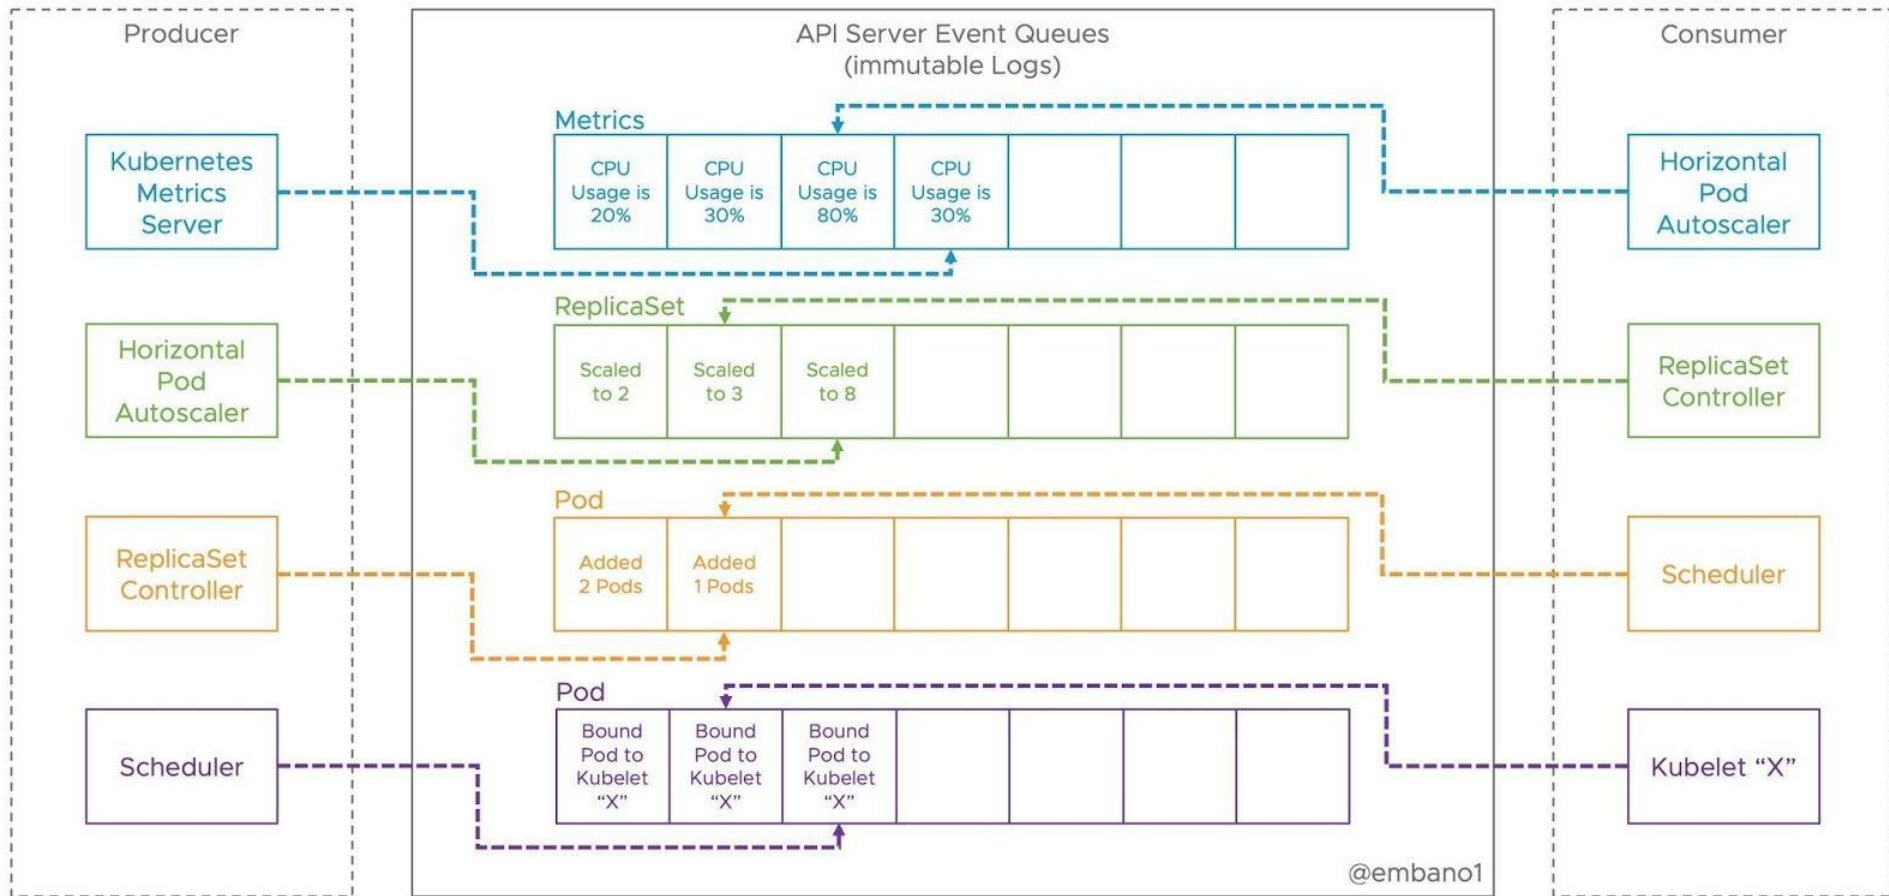 Producer
API Server Event Queues
(immutable Logs)
Consumer
Kubernetes
Metrics
Server
Metrics
CPU
Usage is
20%
CPU
Usage is
30%
CPU
Usage is
80%
CPU
Usage is
30%
Horizontal
Pod
Autoscaler
Horizontal
Pod
Autoscaler
ReplicaSet
Scaled
to 2
Scaled
to 3
Scaled
to 8
ReplicaSet
Controller
ReplicaSet
Controller
Pod
Added
2 Pods
Added
1 Pods
Scheduler
Scheduler
Pod
Bound
Pod to
Kubelet
“X”
Bound
Pod to
Kubelet
“X”
Bound
Pod to
Kubelet
“X”
Kubelet “X”
@embano1